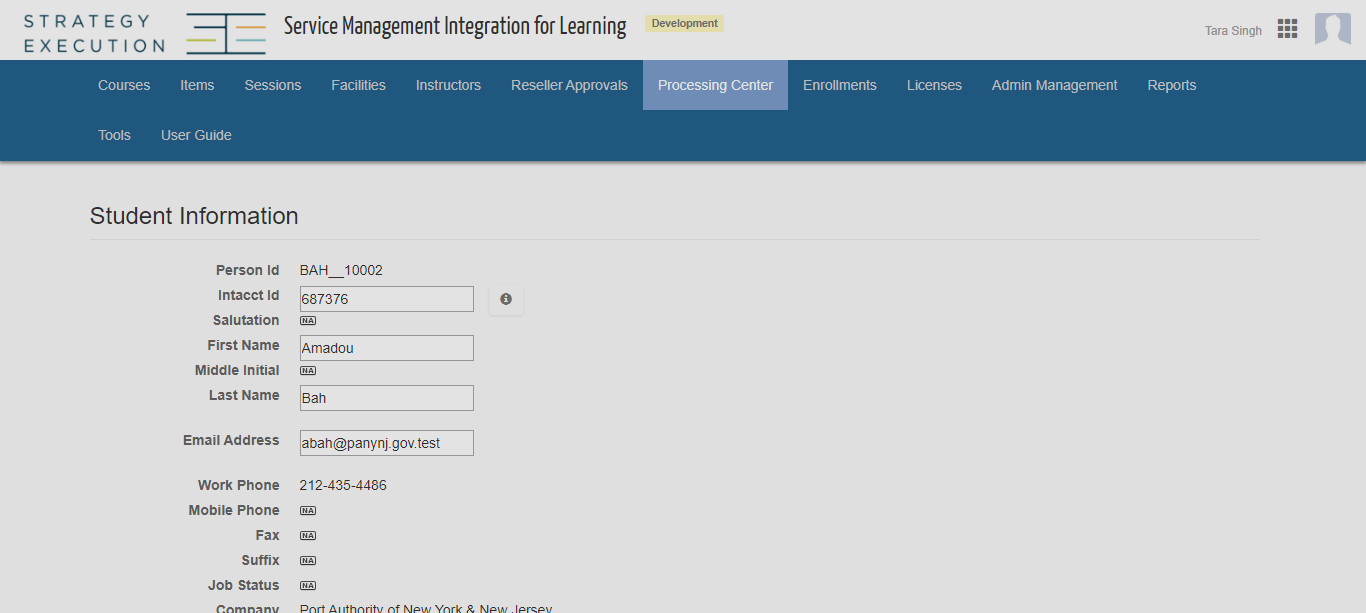 STRATEGY
EXECUTION
Service Management Integration for Learning
Development
Tara Singh
Courses Items Sessions Facilities Instructors Reseller Approvals Processing Center Enrollments Licenses Admin Management Reports
Tools User Guide
Student Information
Person Id BAH__10002
Intacct Id 687376
Salutation NA
First Name Amadou
Middle Initial NA
Last Name Bah
Email Address abah@panynj.gov.test
Work Phone 212-435-4486
Mobile Phone NA
Fax NA
Suffix NA
Job Status NA
Company Port Authority of New York & New Jersey